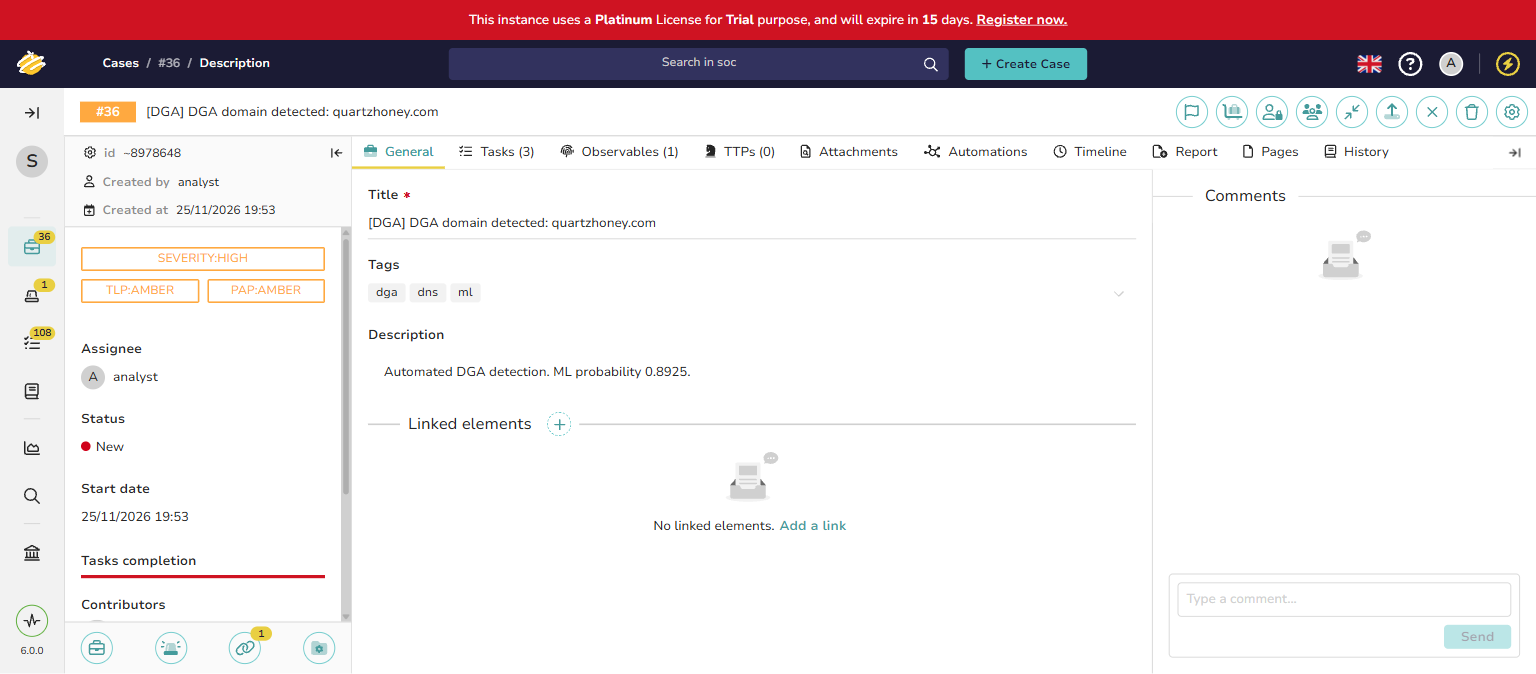 This instance uses a Platinum License for Trial purpose, and will expire in 15 days. Register now.
Cases / #36 / Description
Search in soc
+ Create Case
?
A
#36
[DGA] DGA domain detected: quartzhoney.com
S
36
1
108
6.0.0
id ~8978648
Created by analyst
Created at 25/11/2026 19:53
SEVERITY:HIGH
TLP:AMBER
PAP:AMBER
Assignee
A analyst
Status
New
Start date
25/11/2026 19:53
Tasks completion
Contributors
1
General
Tasks (3)
Observables (1)
TTPs (0)
Attachments
Automations
Timeline
Report
Pages
History
Title *
[DGA] DGA domain detected: quartzhoney.com
Tags
dga dns ml
Description
Automated DGA detection. ML probability 0.8925.
Linked elements +
No linked elements. Add a link
Comments
Type a comment...
Send